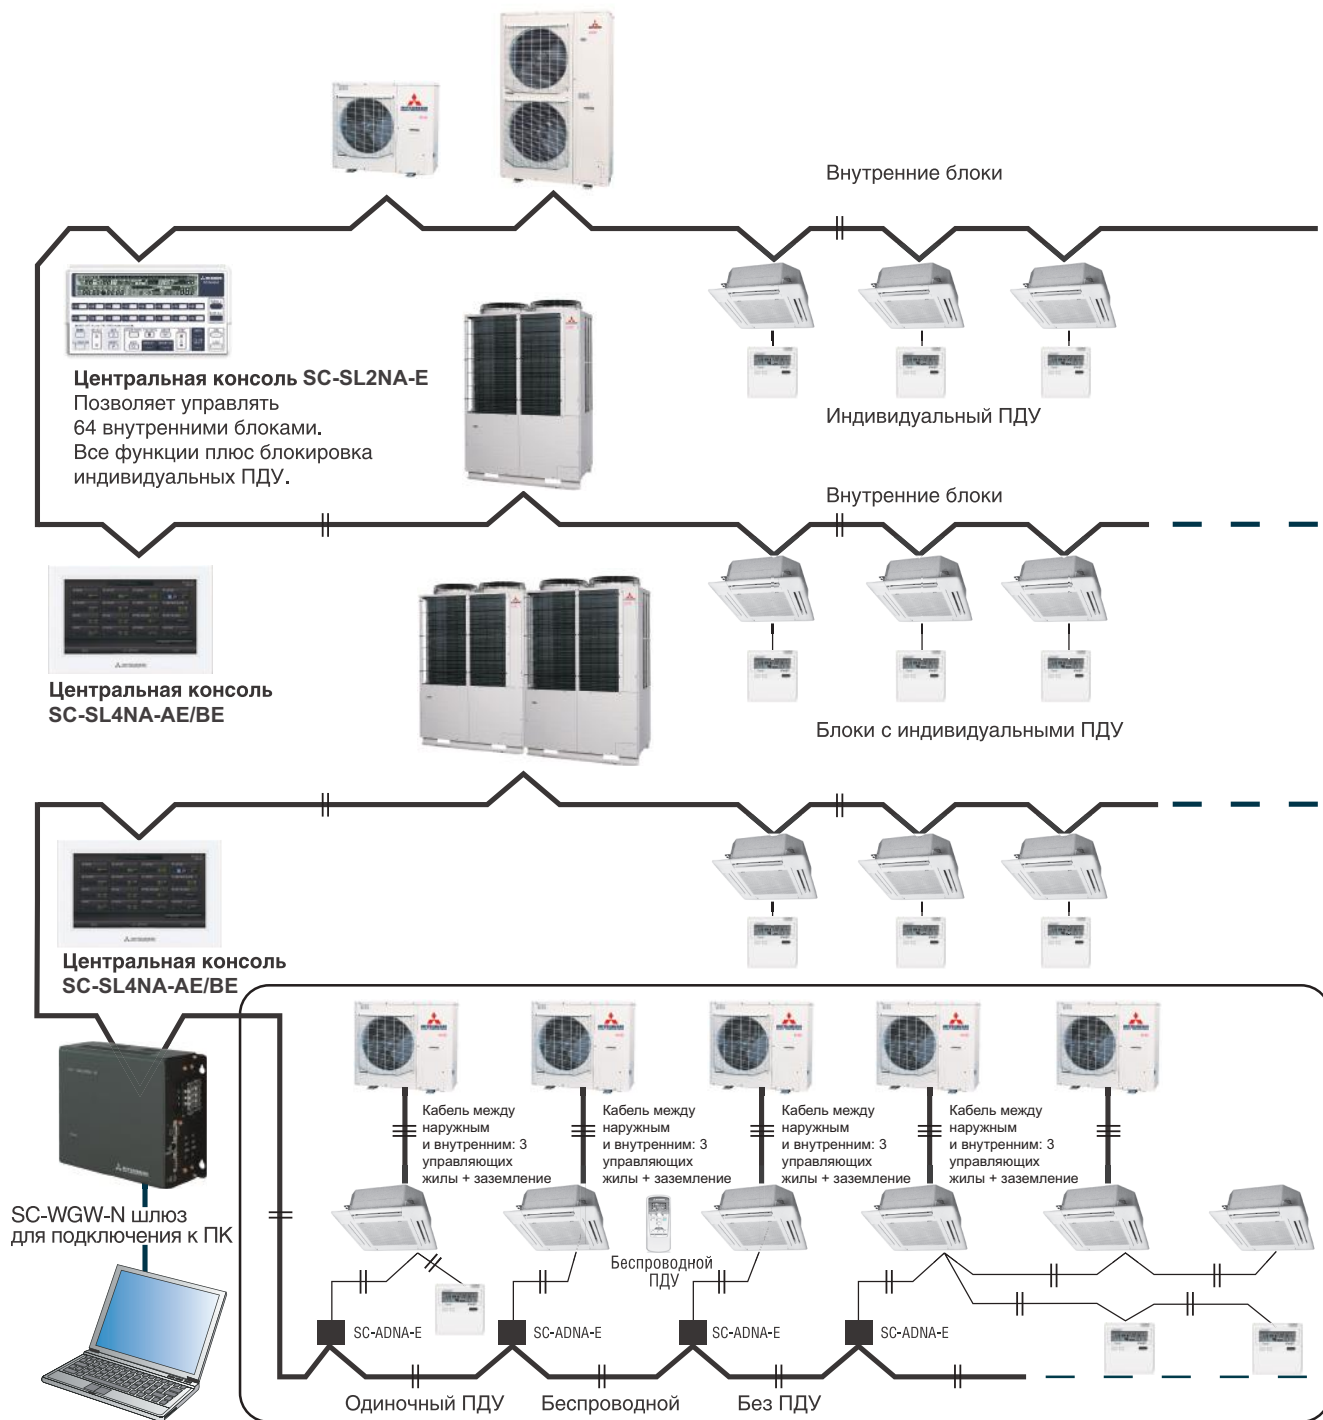 Внутренние блоки
Центральная консоль SC-SL2NA-E
Позволяет управлять
64 внутренними блоками.
Все функции плюс блокировка
индивидуальных ПДУ.
Индивидуальный ПДУ
Внутренние блоки
Центральная консоль
SC-SL4NA-AE/BE
Блоки с индивидуальными ПДУ
Центральная консоль
SC-SL4NA-AE/BE
Кабель между
наружным
и внутренним: 3
управляющих
жилы + заземление
Кабель между
наружным
и внутренним: 3
управляющих
жилы + заземление
Кабель между
наружным
и внутренним: 3
управляющих
жилы + заземление
Кабель между
наружным
и внутренним: 3
управляющих
жилы + заземление
SC-WGW-N шлюз
для подключения к ПК
Беспроводной
ПДУ
SC-ADNA-E
SC-ADNA-E
SC-ADNA-E
SC-ADNA-E
Одиночный ПДУ
Беспроводной
Без ПДУ